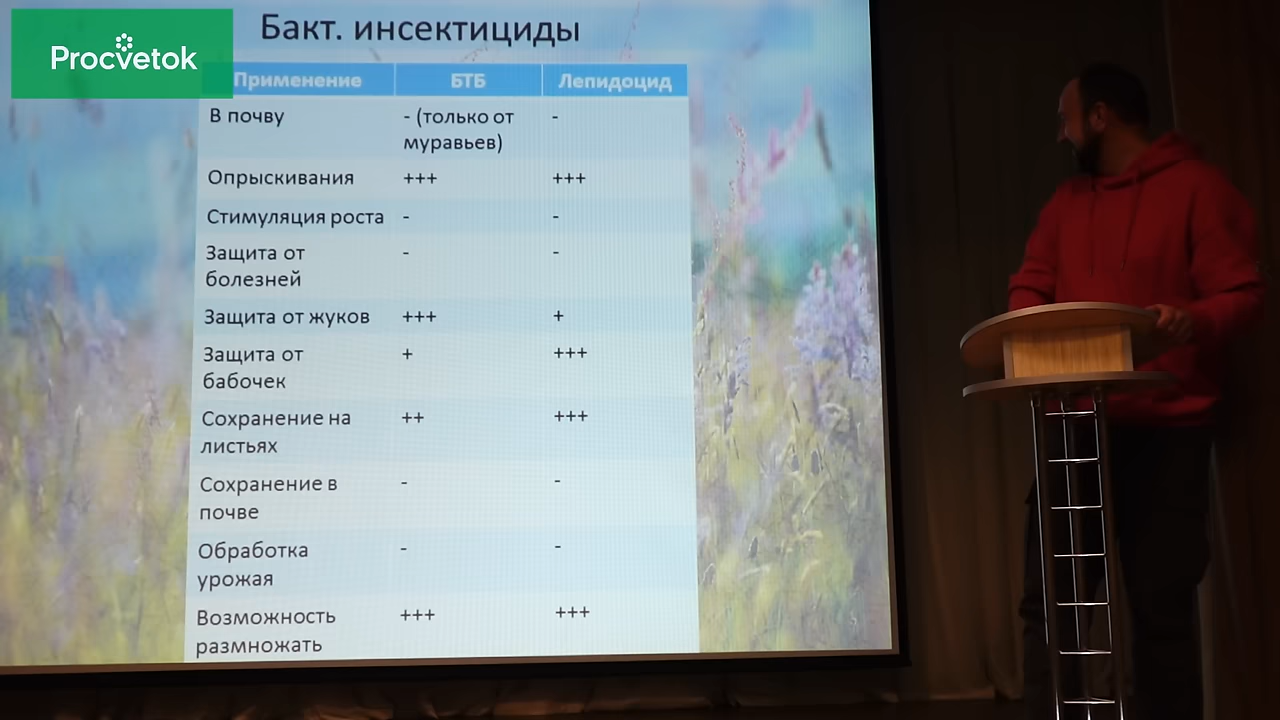 Procvetok
Бакт. инсектициды
Применение БТБ Лепидоцид
В почву - (только от муравьев) -
Опрыскивания +++ +++
Стимуляция роста - -
Защита от болезней - -
Защита от жуков +++ +
Защита от бабочек + +++
Сохранение на листьях ++ +++
Сохранение в почве - -
Обработка урожая - -
Возможность размножать +++ +++